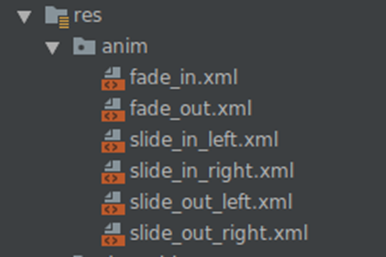 res
anim
fade_in.xml
fade_out.xml
slide_in_left.xml
slide_in_right.xml
slide_out_left.xml
slide_out_right.xml